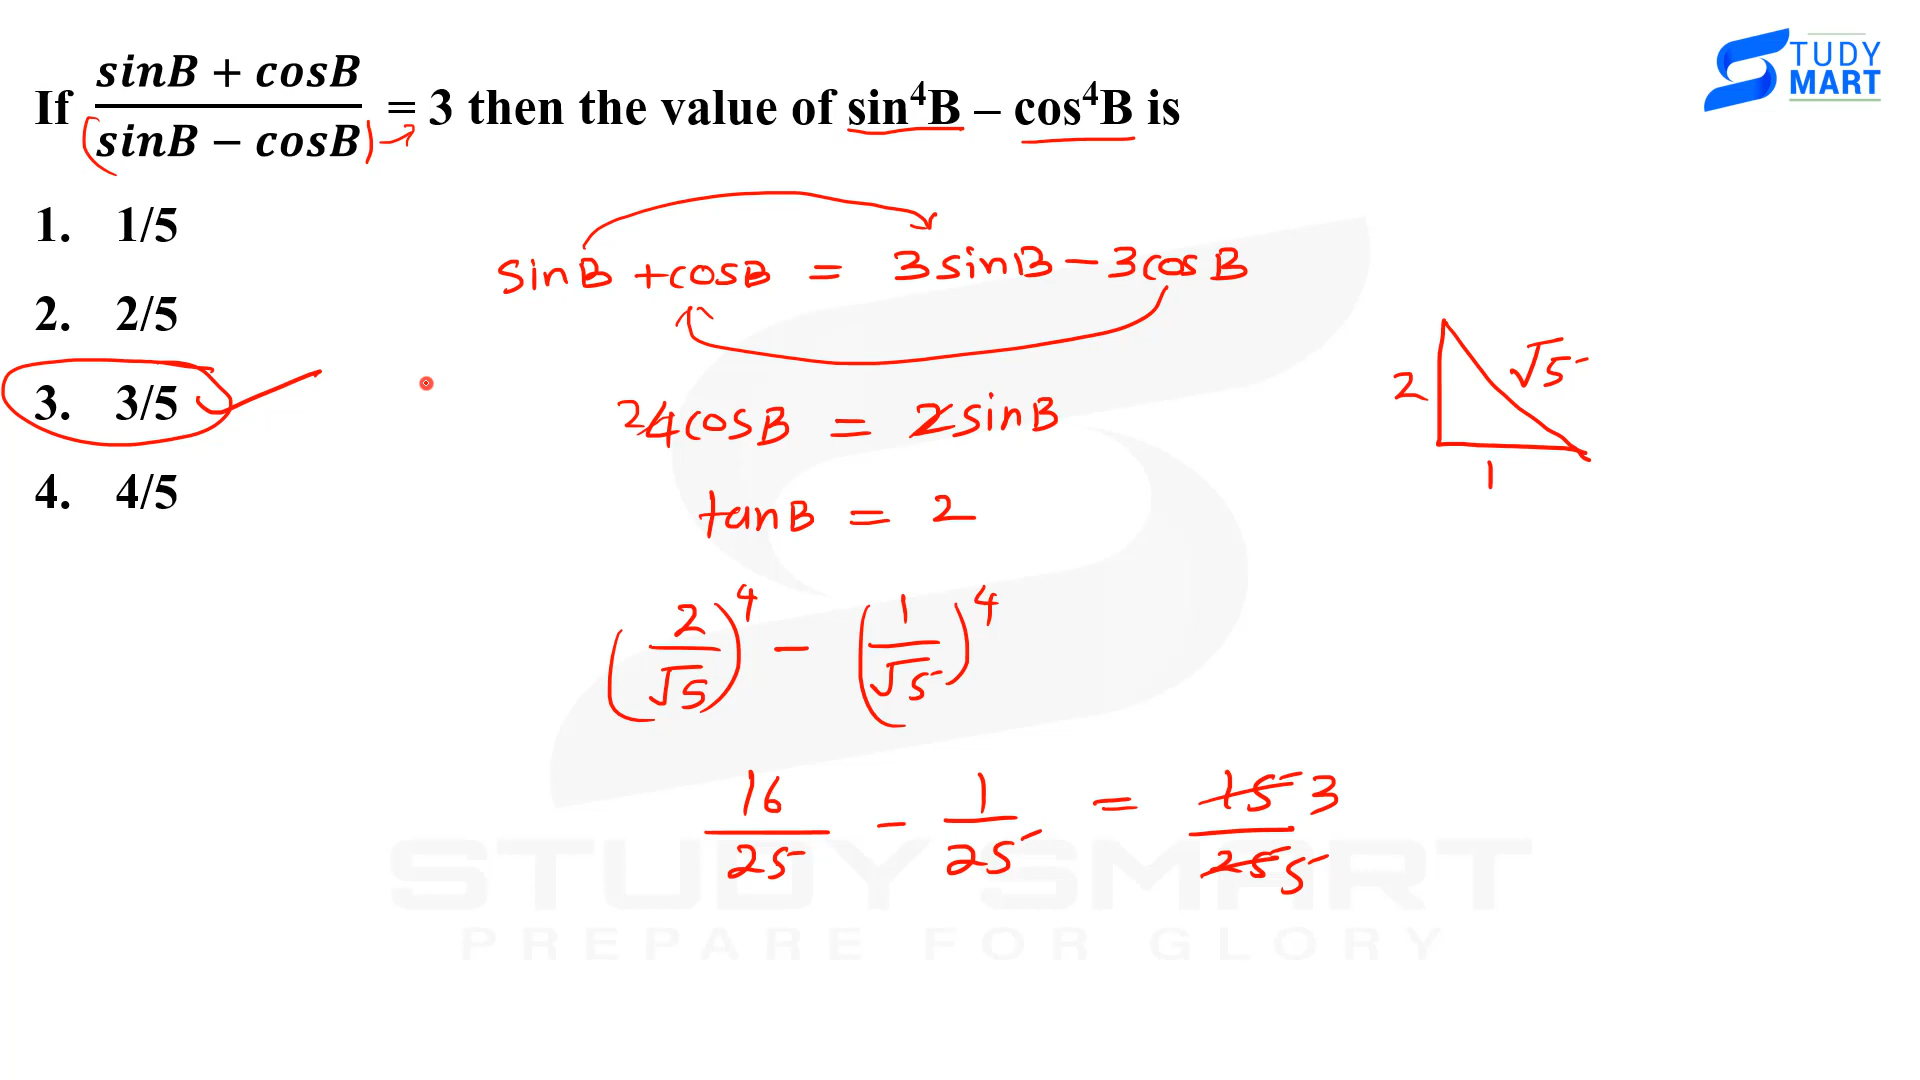 If (sinB + cosB)/(sinB − cosB) = 3 then the value of sin⁴B – cos⁴B is
STUDY
MART
1. 1/5
2. 2/5
3. 3/5
4. 4/5
sinB + cosB = 3sinB − 3cosB
2 4cosB = 2sinB
tanB = 2
2
√5
1
(2/√5)⁴ − (1/√5)⁴
16/25 − 1/25 = 15/25 3/5
STUDY SMART
PREPARE FOR GLORY